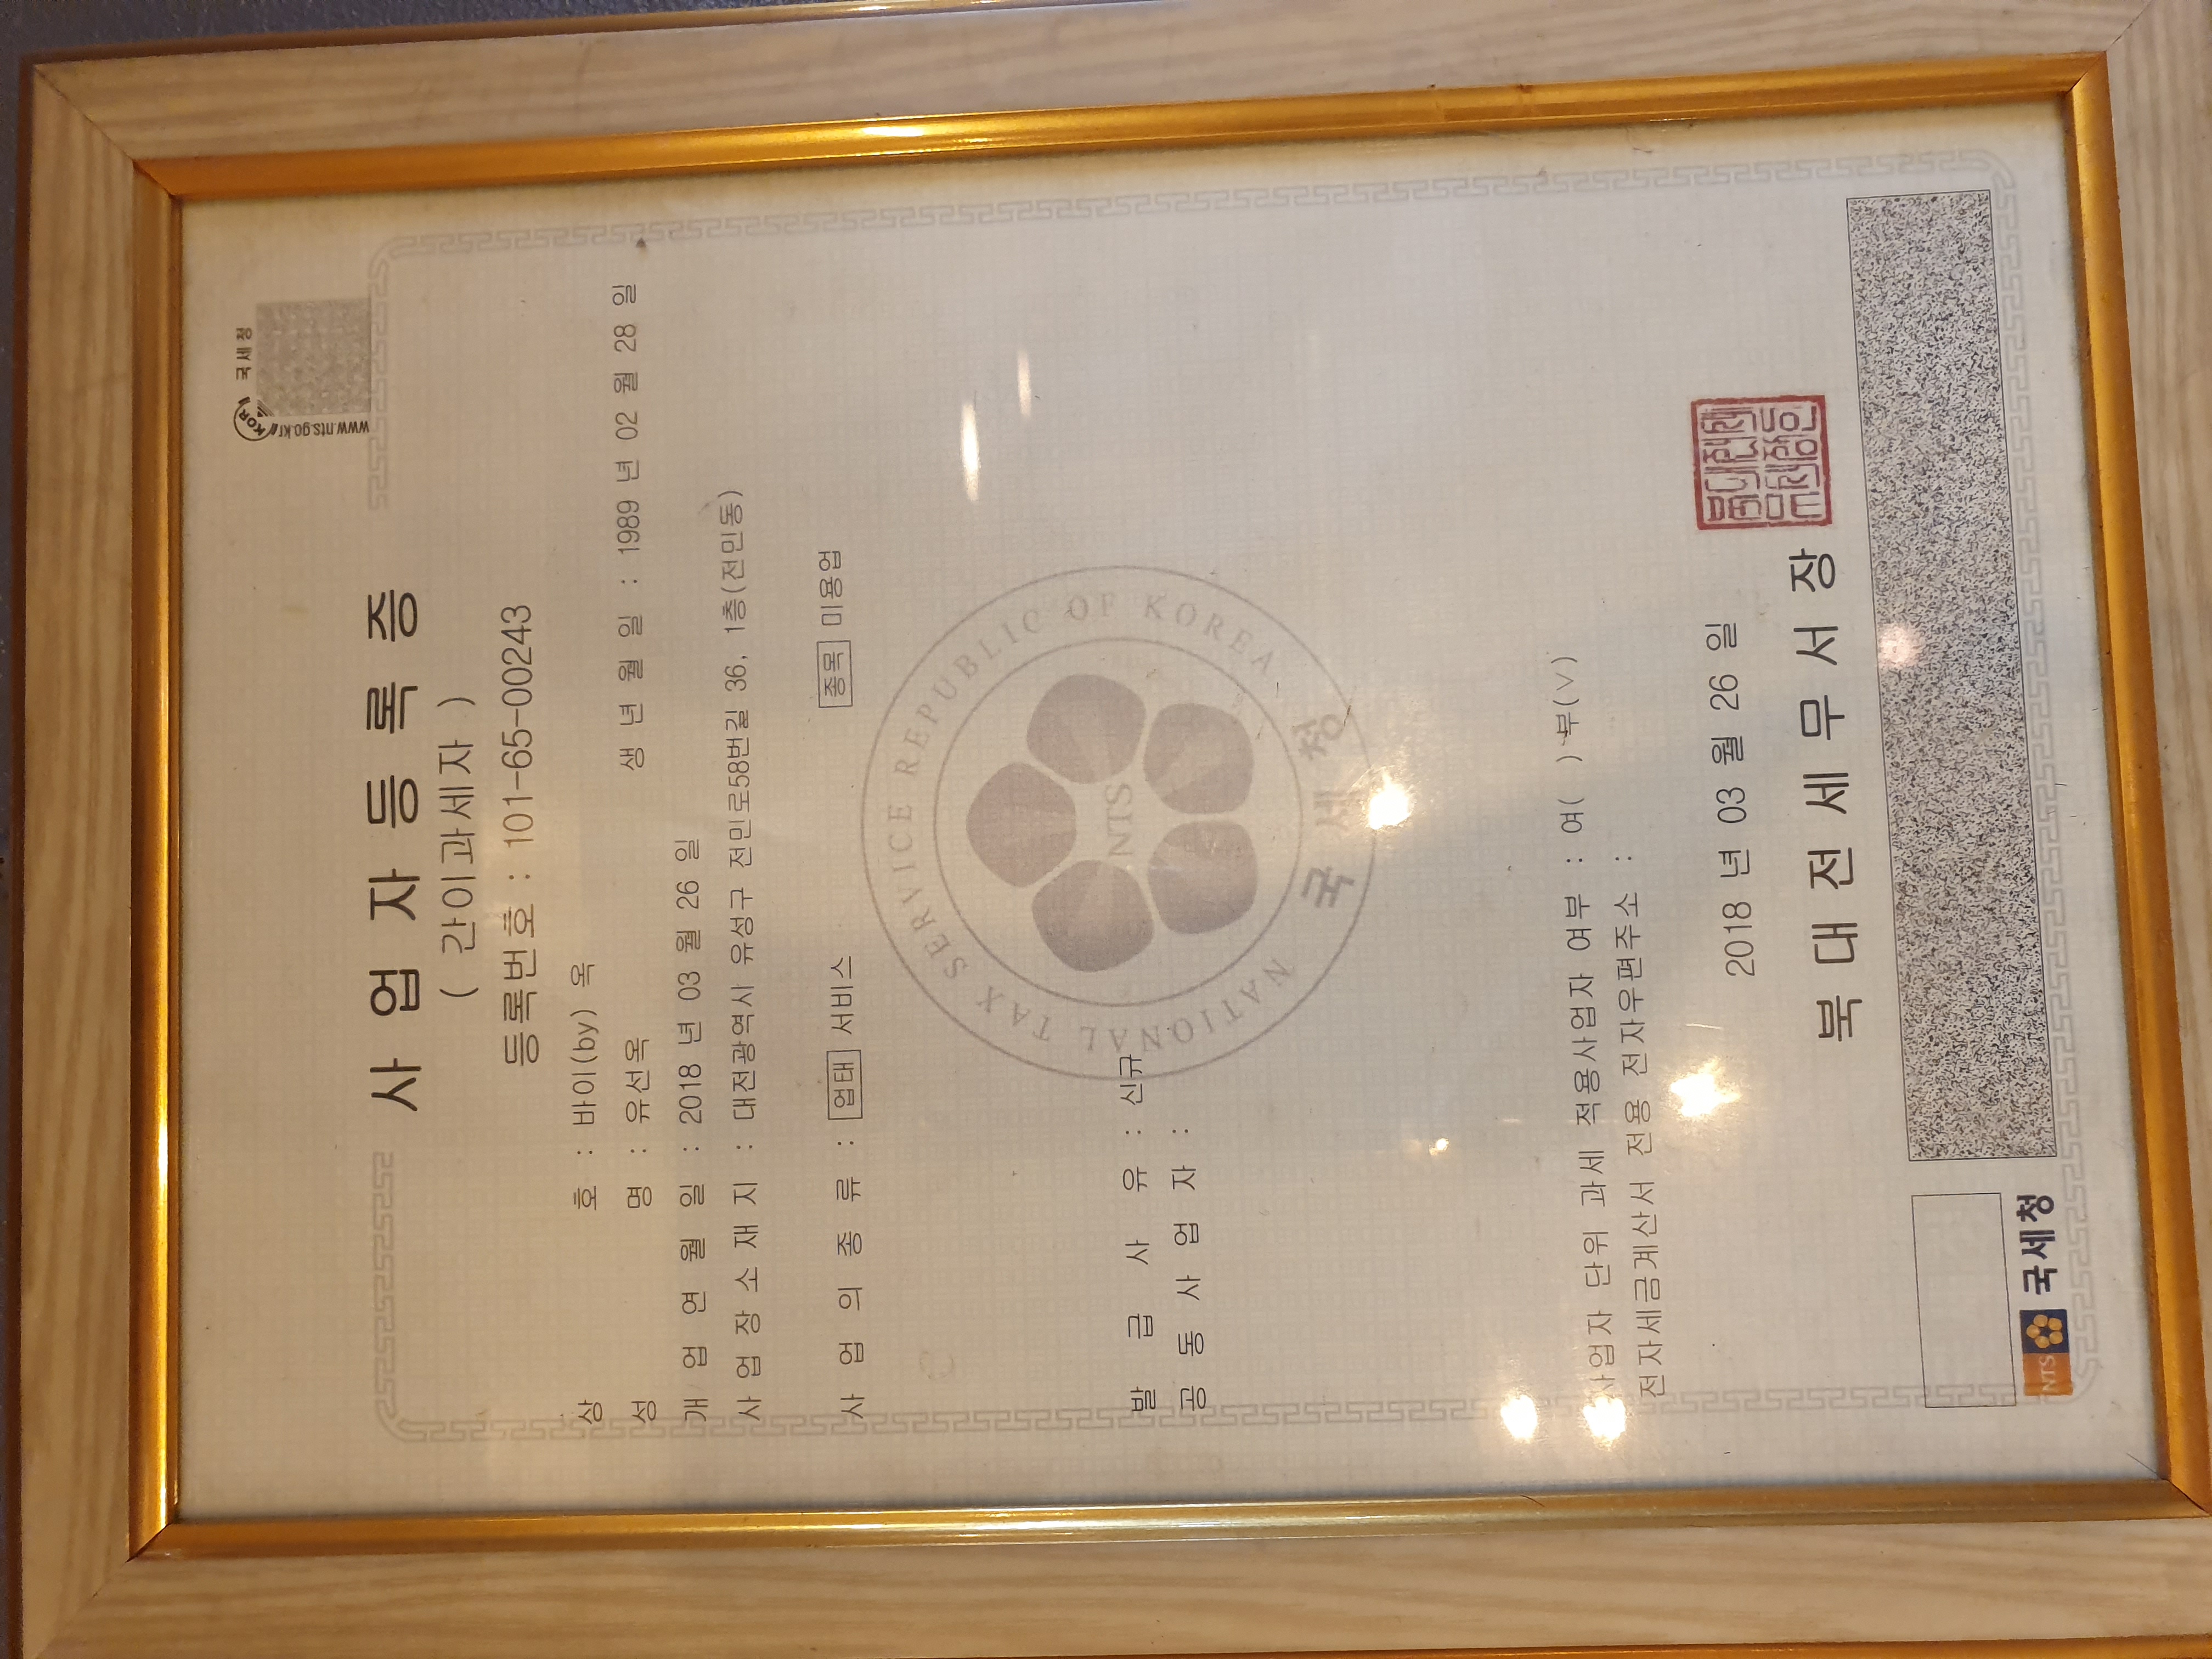 국세청
KOR
www.nts.go.kr
사업자등록증
( 간이과세자 )
등록번호 : 101-65-00243
상 호 : 바이(by) 옥
성 명 : 유선옥 생 년 월 일 : 1989 년 02 월 28 일
개 업 연 월 일 : 2018 년 03 월 26 일
사 업 장 소 재 지 : 대전광역시 유성구 전민로58번길 36, 1층(전민동)
사 업 의 종 류 : 업태 서비스 종목 미용업
NATIONAL TAX SERVICE REPUBLIC OF KOREA
NTS
국세청
발 급 사 유 : 신규
공 동 사 업 자 :
사업자 단위 과세 적용사업자 여부 : 여( ) 부(V)
전자세금계산서 전용 전자우편주소 :
2018 년 03 월 26 일
북 대 전 세 무 서 장
NTS 국세청